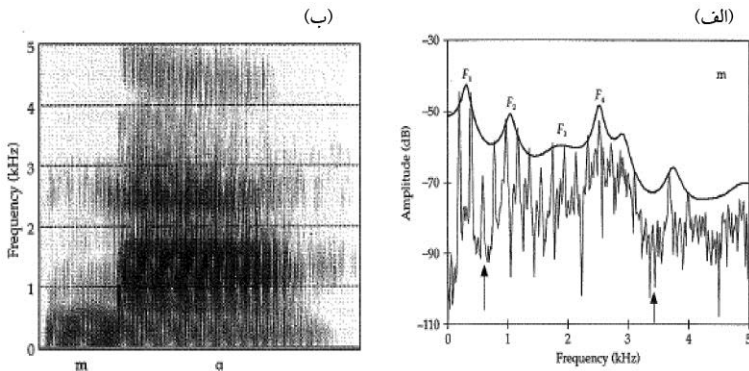 (الف)
(ب)
-30
-50
-70
-90
-110
Amplitude (dB)
F₁
F₂
F₃
F₄
m
0 1 2 3 4 5
Frequency (kHz)
5
4
3
2
1
0
Frequency (kHz)
m ɑ